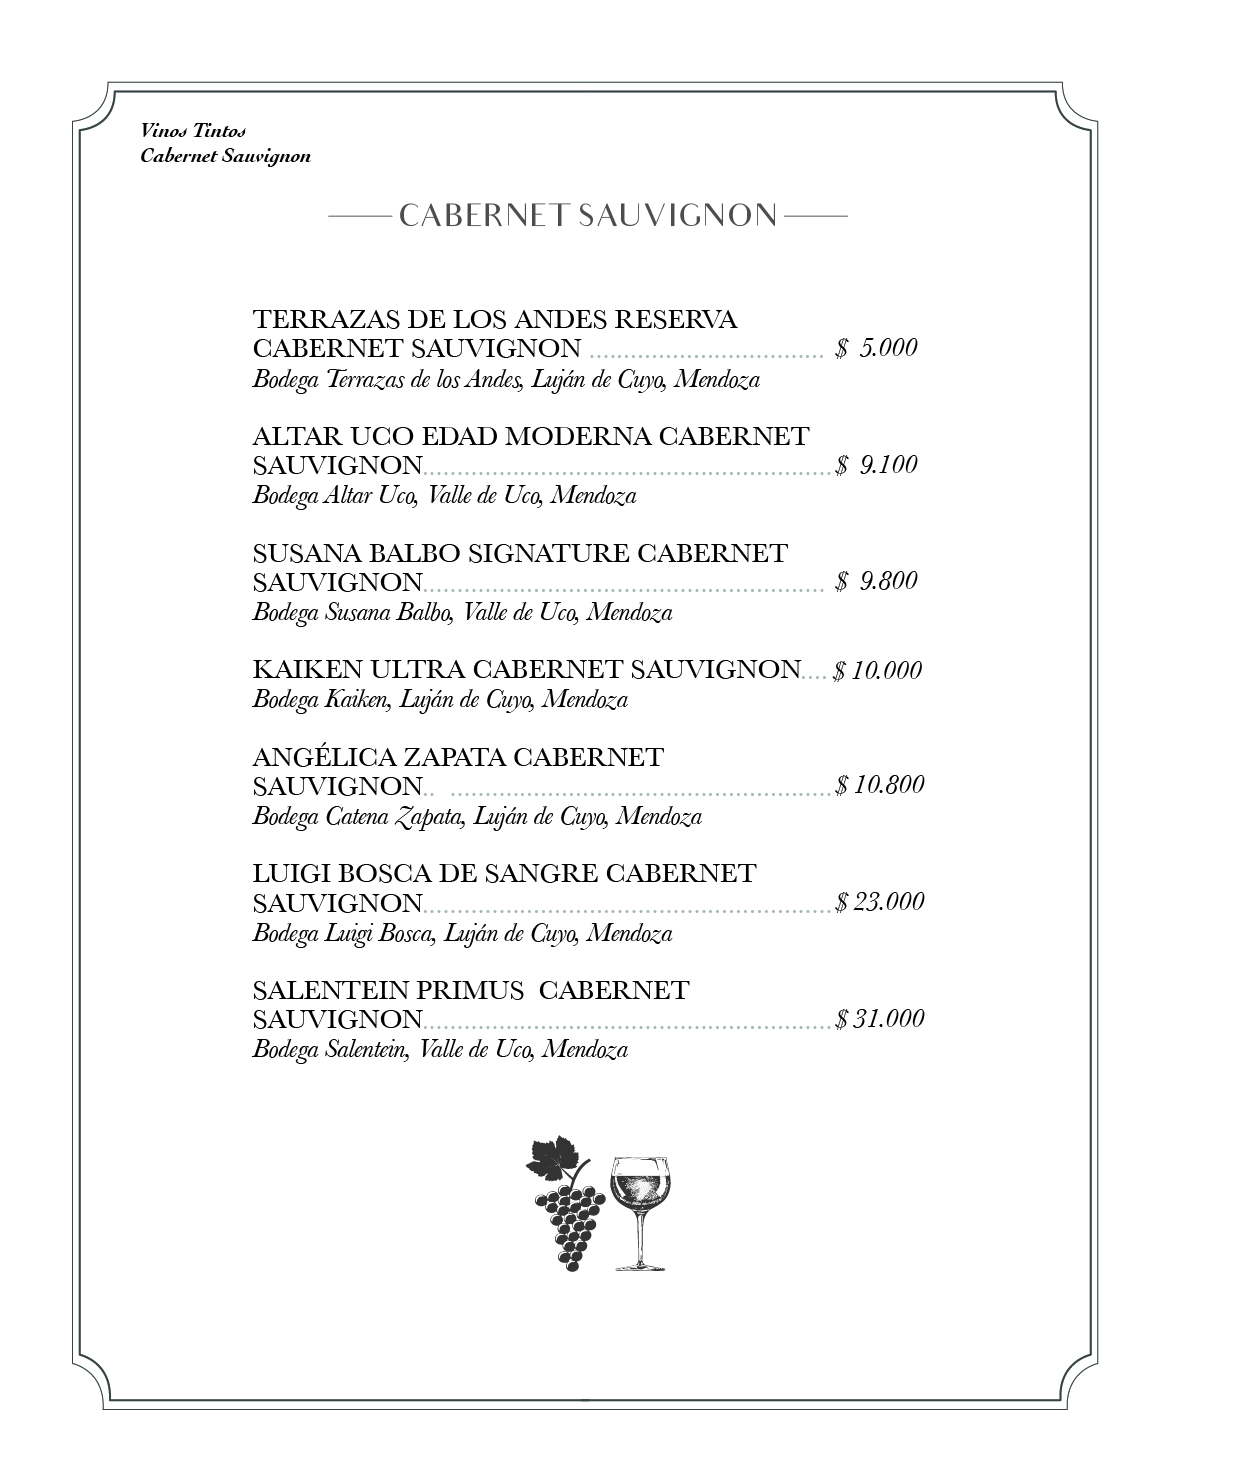 Vinos Tintos
Cabernet Sauvignon
CABERNET SAUVIGNON
TERRAZAS DE LOS ANDES RESERVA
CABERNET SAUVIGNON .................................. $ 5.000
Bodega Terrazas de los Andes, Luján de Cuyo, Mendoza
ALTAR UCO EDAD MODERNA CABERNET
SAUVIGNON........................................................... $ 9.100
Bodega Altar Uco, Valle de Uco, Mendoza
SUSANA BALBO SIGNATURE CABERNET
SAUVIGNON.......................................................... $ 9.800
Bodega Susana Balbo, Valle de Uco, Mendoza
KAIKEN ULTRA CABERNET SAUVIGNON.... $ 10.000
Bodega Kaiken, Luján de Cuyo, Mendoza
ANGÉLICA ZAPATA CABERNET
SAUVIGNON.. ....................................................... $ 10.800
Bodega Catena Zapata, Luján de Cuyo, Mendoza
LUIGI BOSCA DE SANGRE CABERNET
SAUVIGNON........................................................... $ 23.000
Bodega Luigi Bosca, Luján de Cuyo, Mendoza
SALENTEIN PRIMUS  CABERNET
SAUVIGNON........................................................... $ 31.000
Bodega Salentein, Valle de Uco, Mendoza